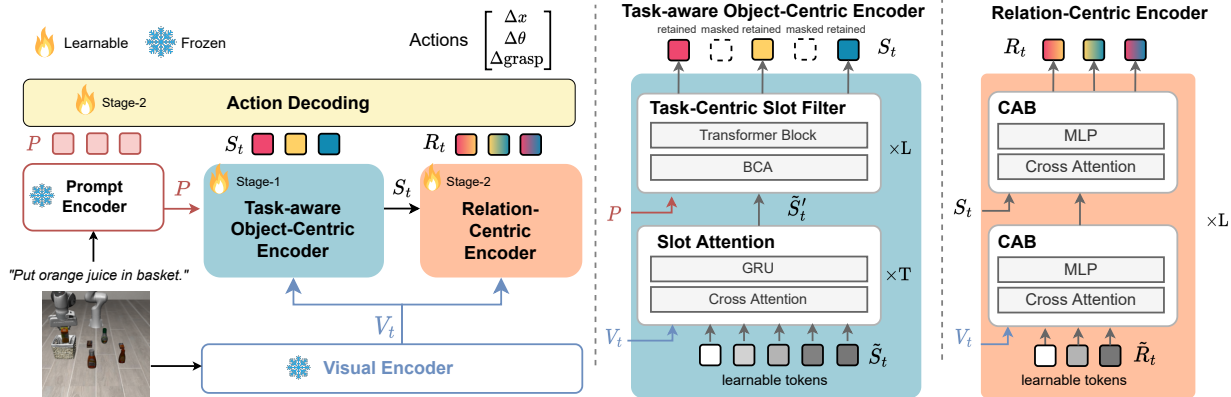 Learnable
Frozen
Actions
Δx
Δθ
Δgrasp
Stage-2
Action Decoding
P
S_t
R_t
Prompt
Encoder
P
Stage-1
Task-aware
Object-Centric
Encoder
S_t
Stage-2
Relation-
Centric
Encoder
"Put orange juice in basket."
V_t
Visual Encoder
Task-aware Object-Centric Encoder
retained masked retained masked retained
S_t
Task-Centric Slot Filter
Transformer Block
BCA
×L
P
S̃′_t
Slot Attention
GRU
Cross Attention
×T
V_t
S̃_t
learnable tokens
Relation-Centric Encoder
R_t
CAB
MLP
Cross Attention
S_t
×L
CAB
MLP
Cross Attention
V_t
R̃_t
learnable tokens